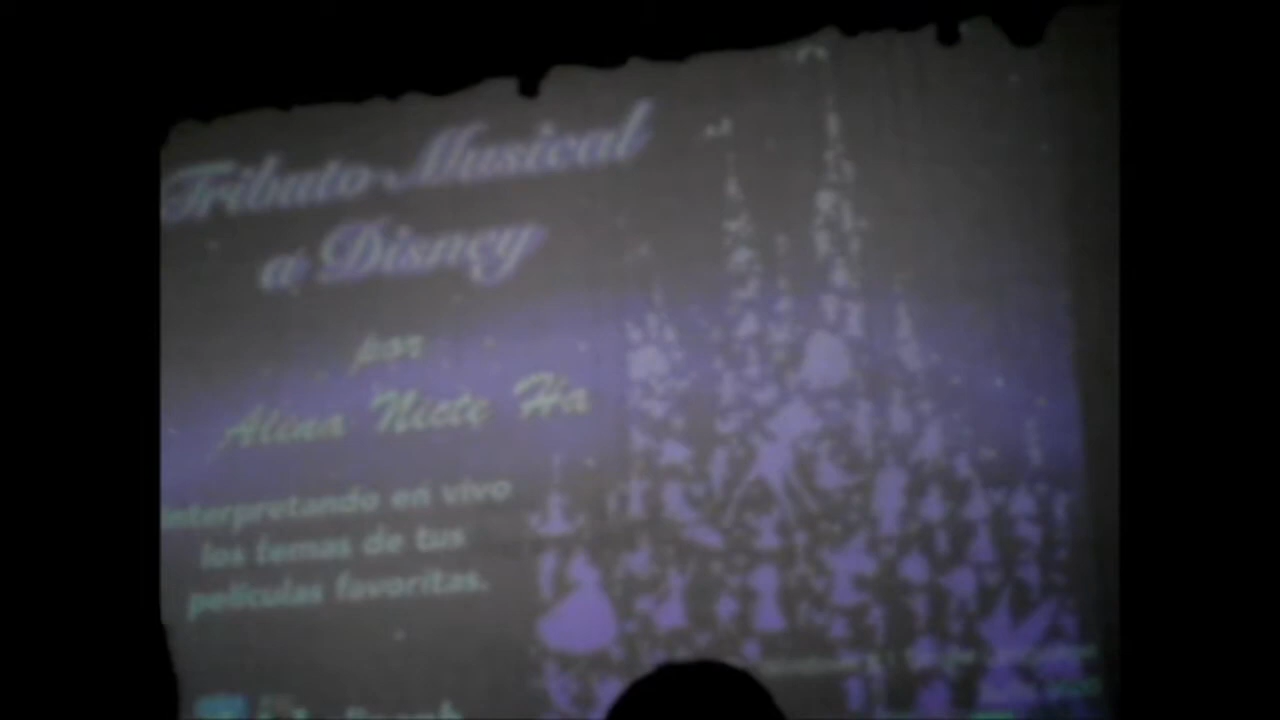 Tributo Musical
a Disney
por
Alina Nicte Ha
interpretando en vivo
los temas de tus
películas favoritas.